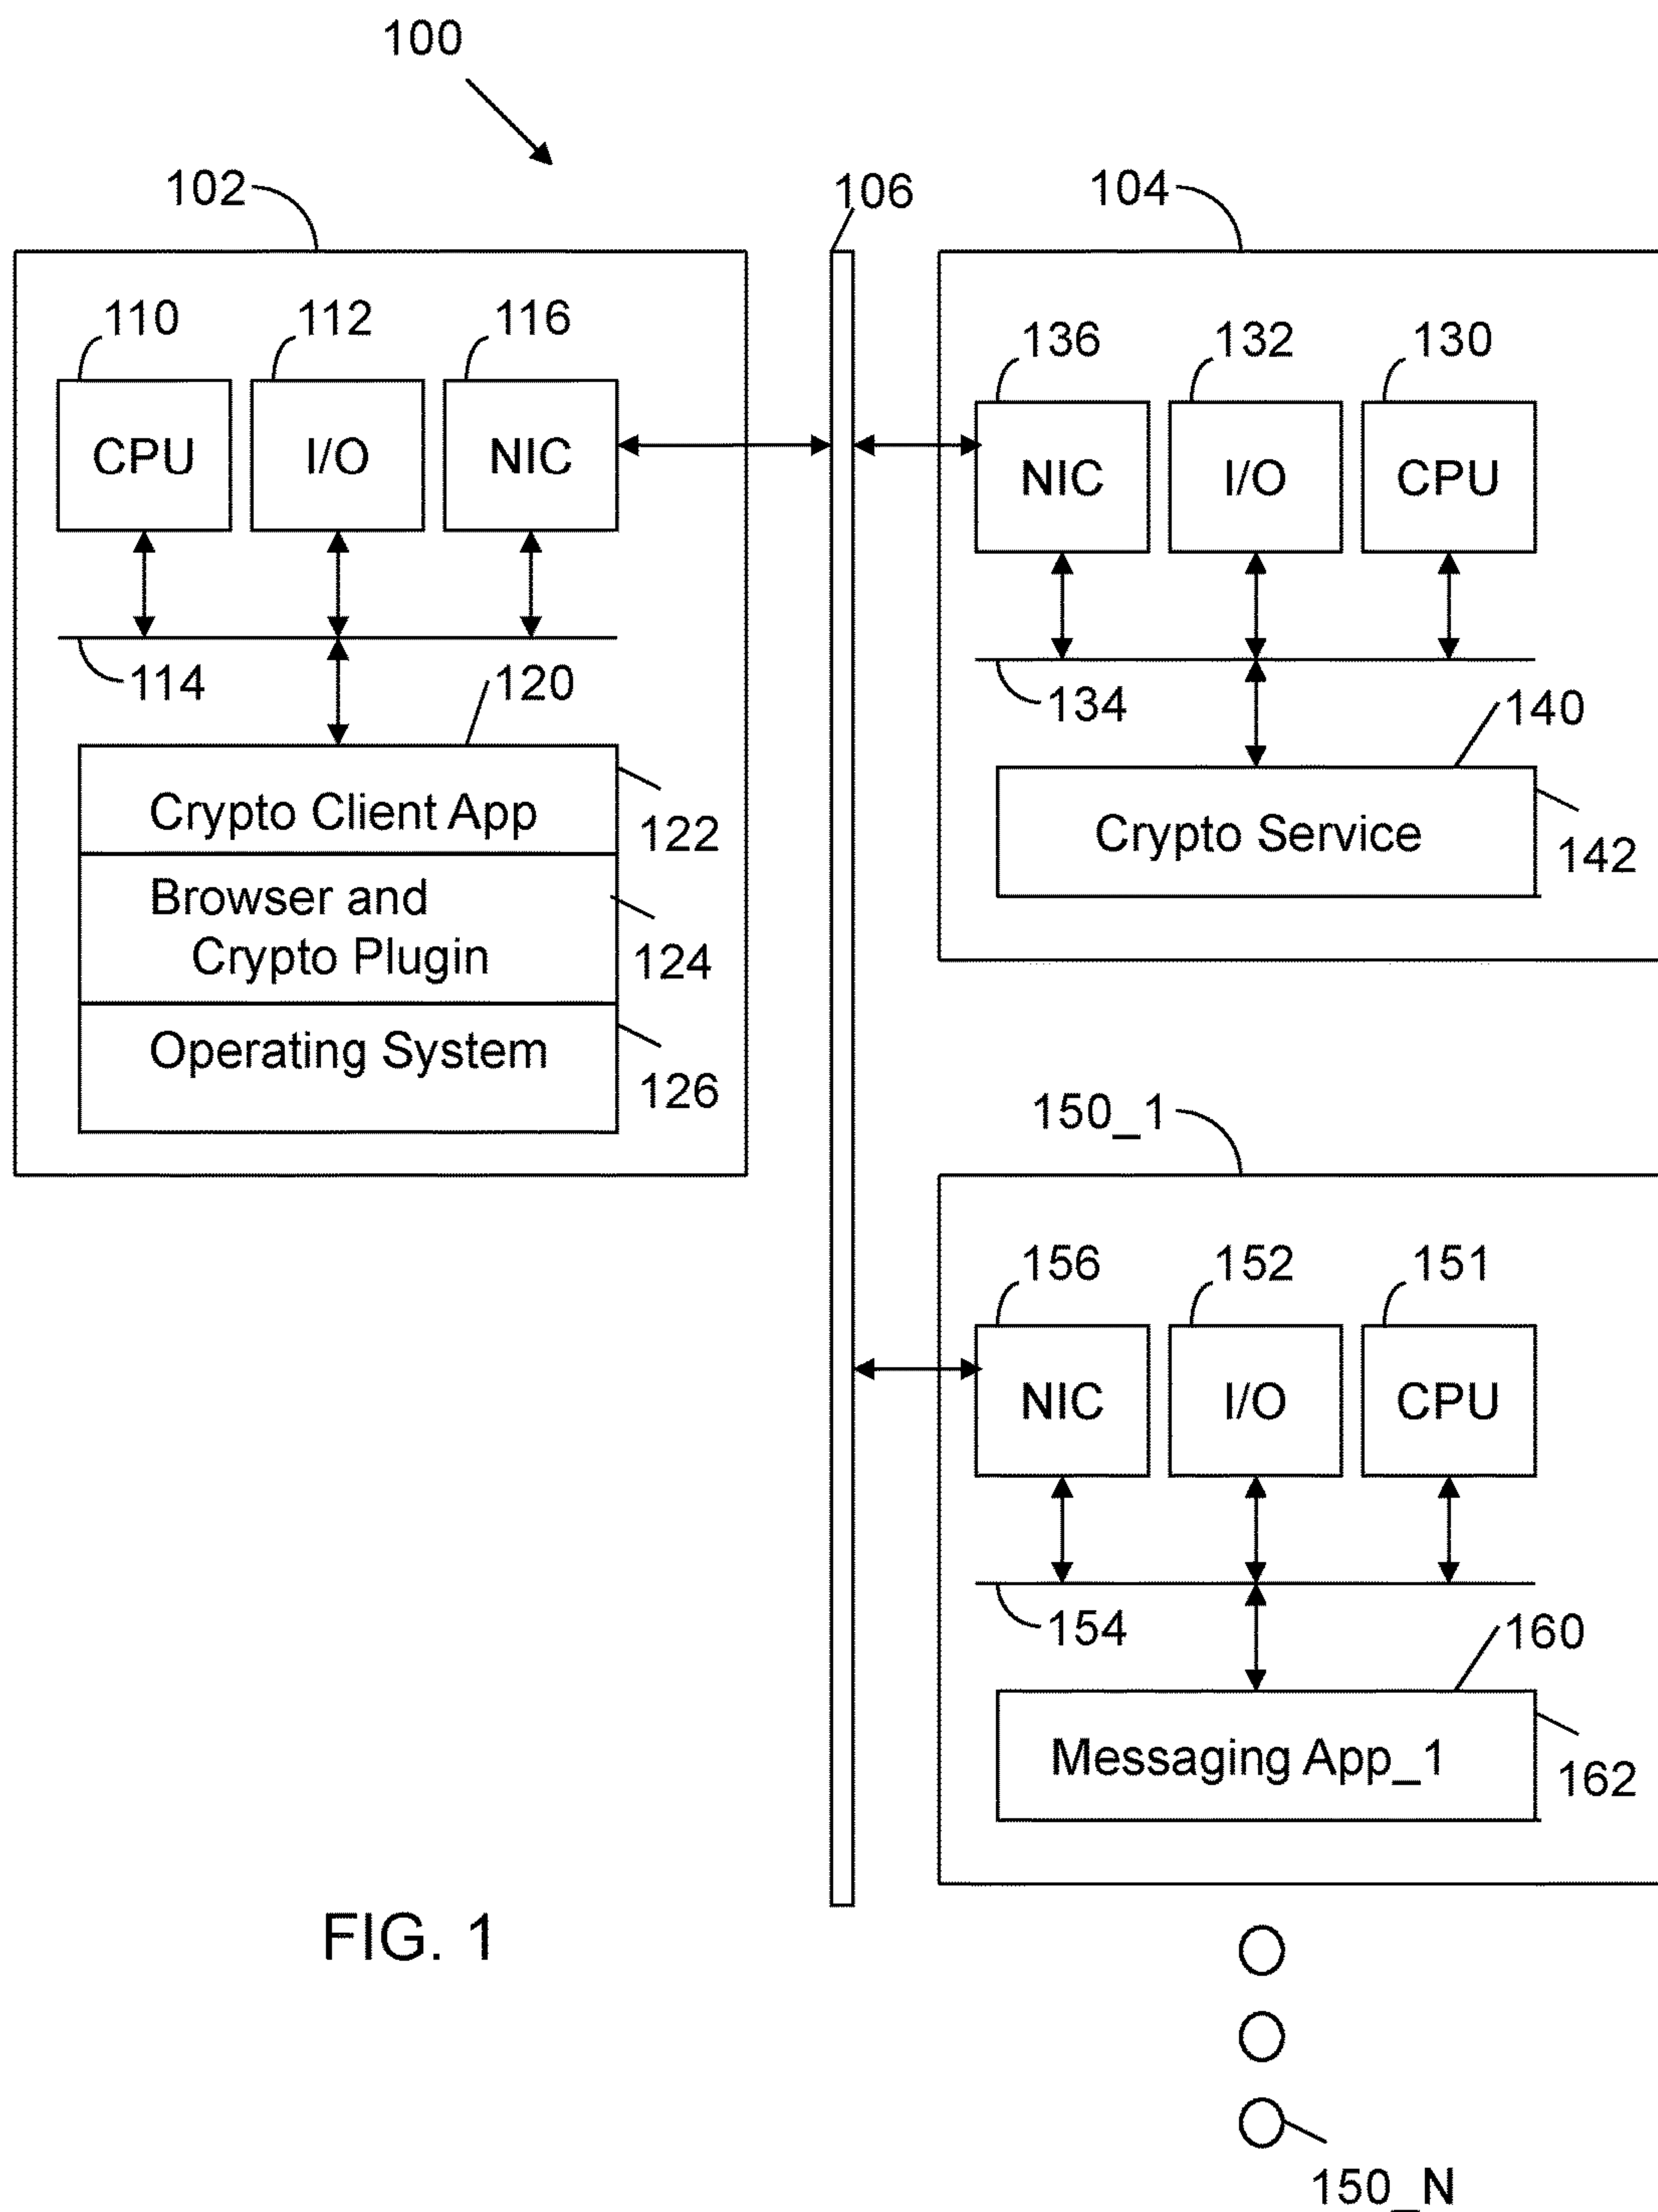 100
102
106
104
110
112
116
136
132
130
CPU
I/O
NIC
NIC
I/O
CPU
114
120
134
140
Crypto Client App
122
Crypto Service
142
Browser and
Crypto Plugin
124
Operating System
126
150_1
156
152
151
NIC
I/O
CPU
154
160
Messaging App_1
162
FIG. 1
150_N